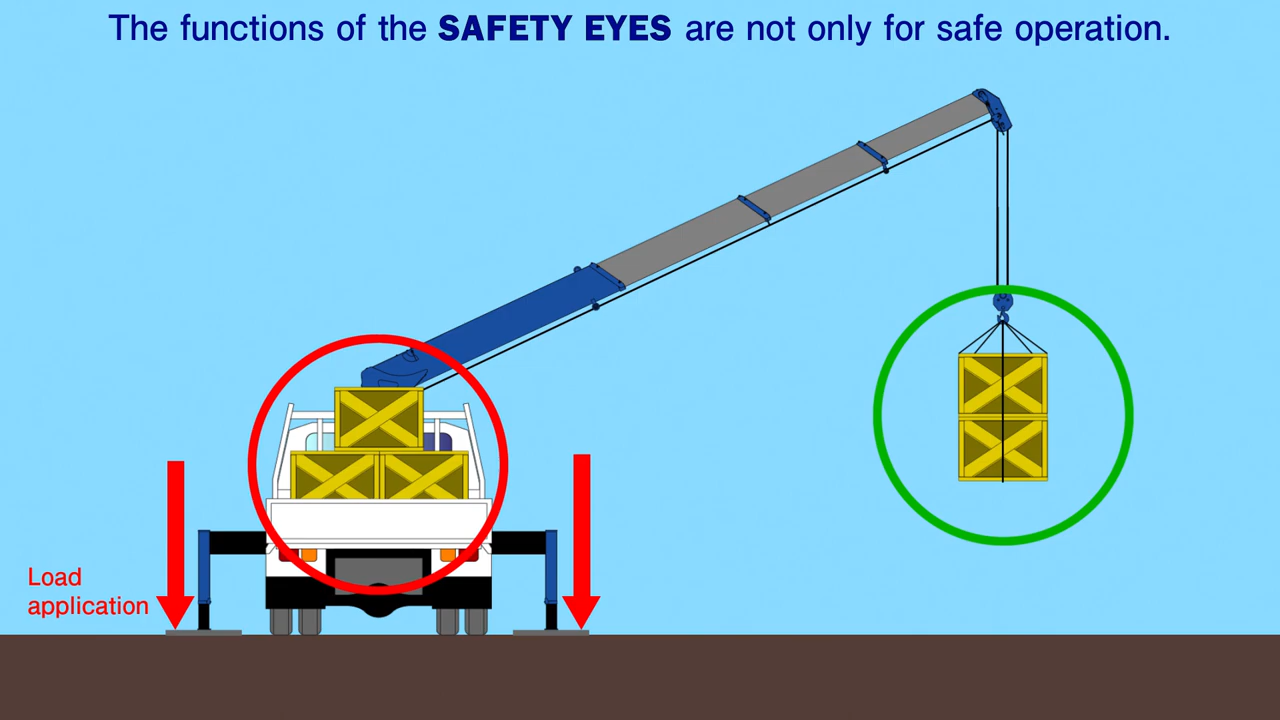 The functions of the SAFETY EYES are not only for safe operation.
Load
application